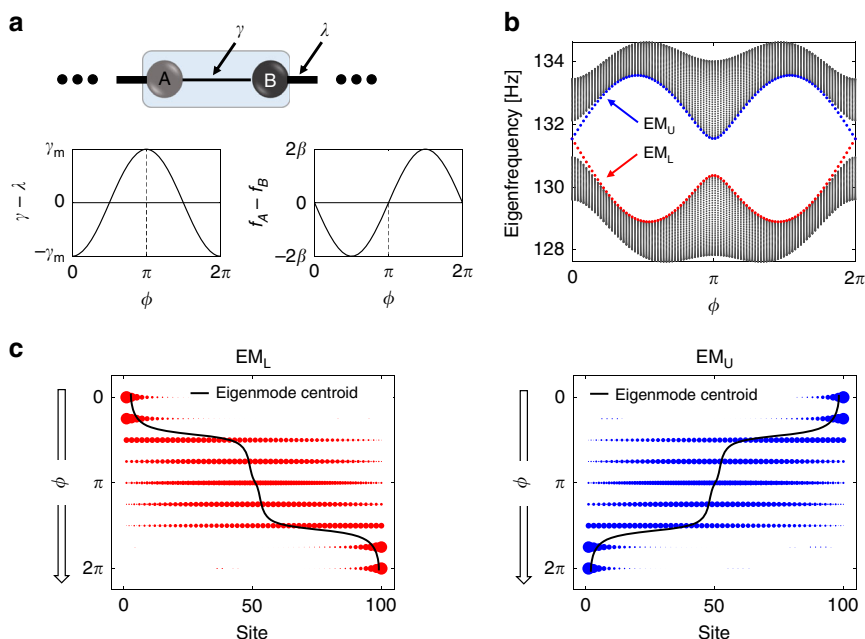 a
γ
λ
A
B
γ − λ
γm
0
−γm
0
π
2π
ϕ
fA − fB
2β
0
−2β
0
π
2π
ϕ
b
Eigenfrequency [Hz]
134
132
130
128
EMU
EML
0
π
2π
ϕ
c
EML
Eigenmode centroid
ϕ
0
π
2π
0
50
100
Site
EMU
Eigenmode centroid
ϕ
0
50
100
Site